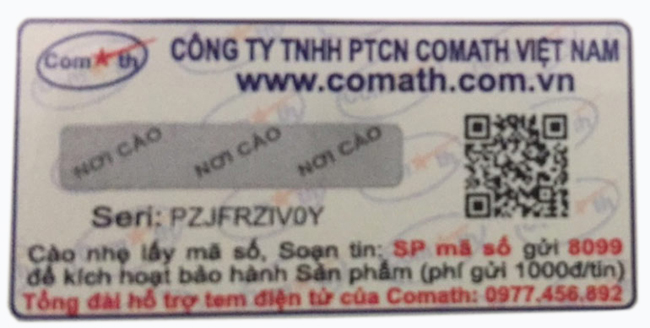 Com★th
CÔNG TY TNHH PTCN COMATH VIỆT NAM
www.comath.com.vn
NƠI CÀO NƠI CÀO NƠI CÀO
Seri: PZJFRZIV0Y
Cào nhẹ lấy mã số, Soạn tin: SP mã số gửi 8099
để kích hoạt bảo hành Sản phẩm (phí gửi 1000đ/tin)
Tổng đài hỗ trợ tem điện tử của Comath: 0977.456.892